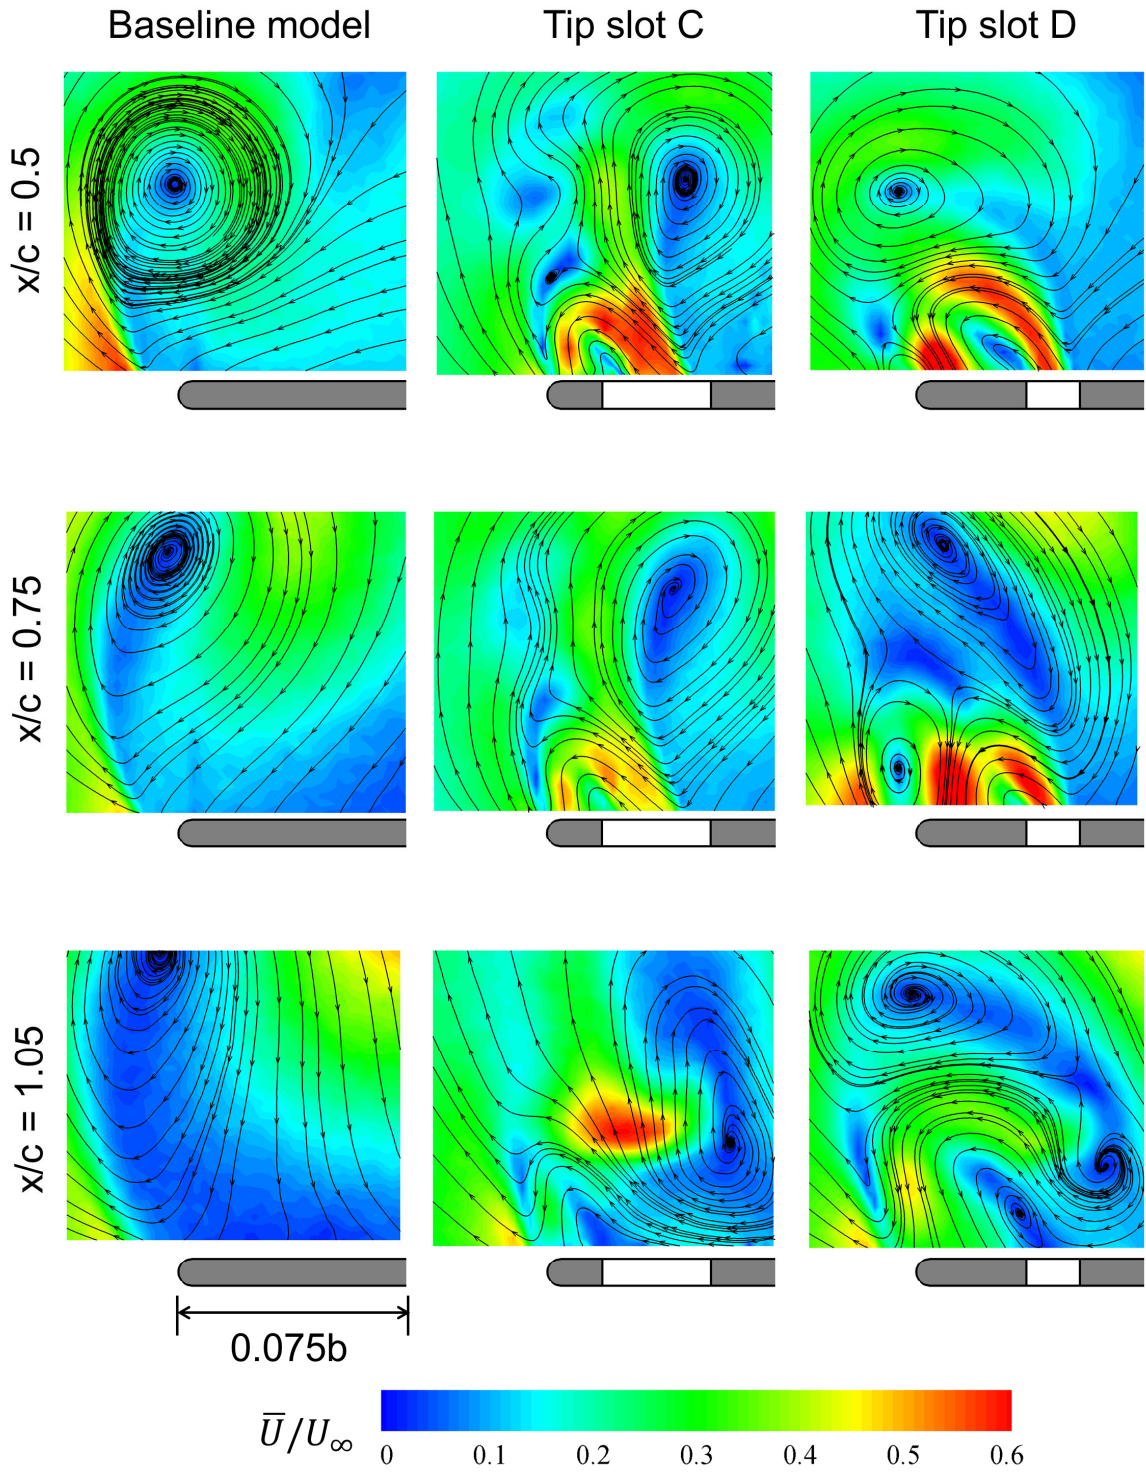 Baseline model Tip slot C Tip slot D
x/c = 0.5
x/c = 0.75
x/c = 1.05
0.075b
U̅/U∞
0 0.1 0.2 0.3 0.4 0.5 0.6